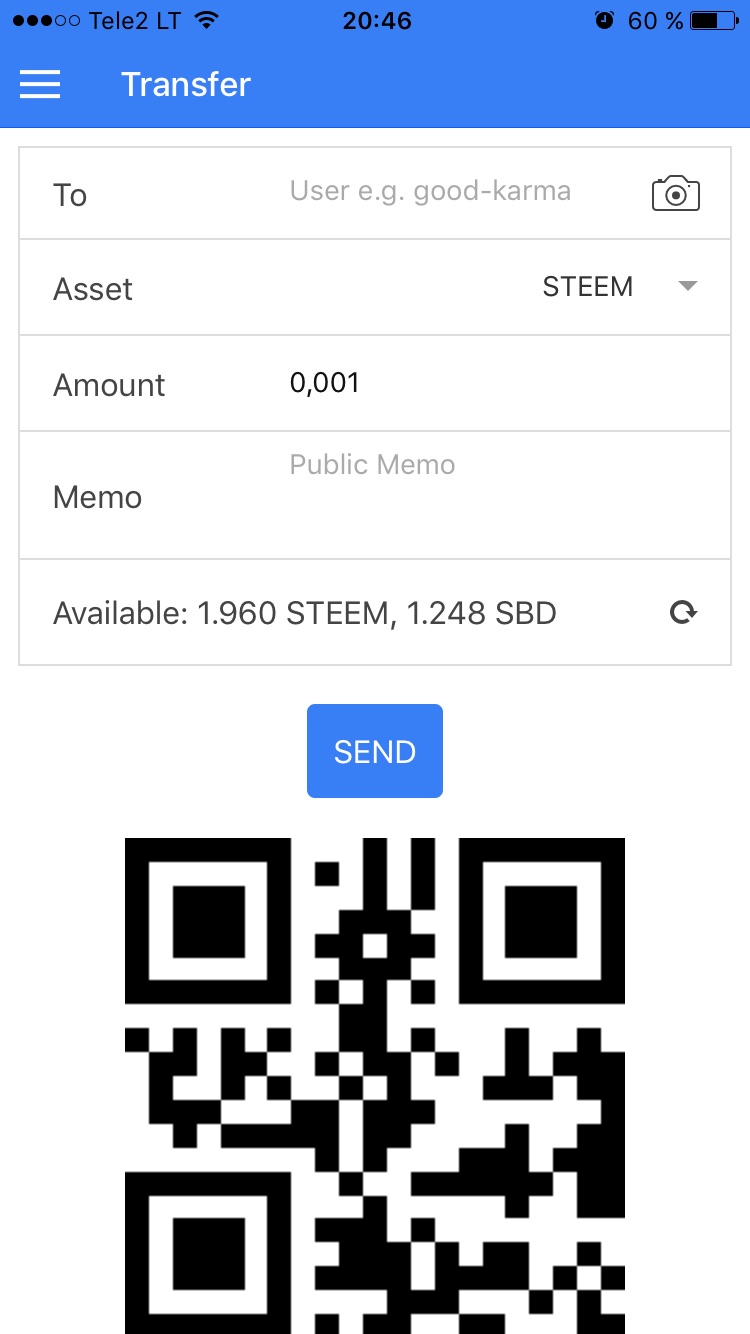 Tele2 LT 20:46 60 %
Transfer
To User e.g. good-karma
Asset STEEM
Amount 0,001
Memo Public Memo
Available: 1.960 STEEM, 1.248 SBD
SEND